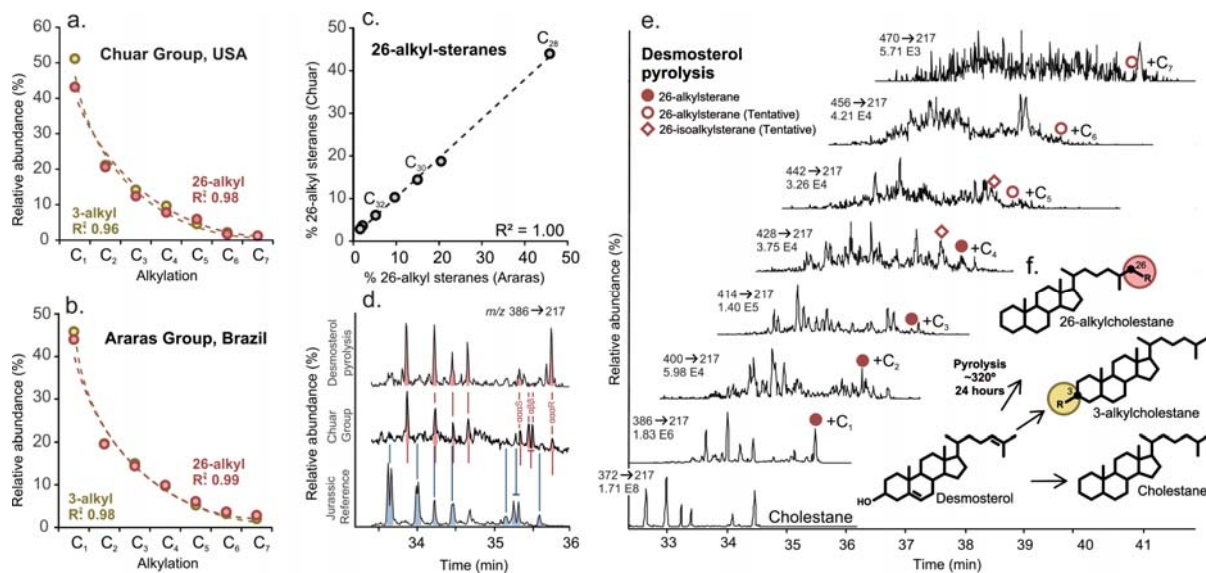 a.
Relative abundance (%)
60
50
40
30
20
10
0
Chuar Group, USA
26-alkyl
R²: 0.98
3-alkyl
R²: 0.96
C₁ C₂ C₃ C₄ C₅ C₆ C₇
Alkylation
b.
Relative abundance (%)
50
40
30
20
10
0
Araras Group, Brazil
26-alkyl
R²: 0.99
3-alkyl
R²: 0.98
C₁ C₂ C₃ C₄ C₅ C₆ C₇
Alkylation
c.
% 26-alkyl steranes (Chuar)
50
40
30
20
10
0
26-alkyl-steranes
C₂₈
C₃₀
C₃₂
R² = 1.00
0 10 20 30 40 50
% 26-alkyl steranes (Araras)
d.
m/z 386→217
Relative abundance (%)
Desmosterol
pyrolysis
Chuar
Group
Jurassic
Reference
αααS
αββ
αααR
34 35 36
Time (min)
e.
Relative abundance (%)
Desmosterol
pyrolysis
26-alkylsterane
26-alkylsterane (Tentative)
26-isoalkylsterane (Tentative)
470→217
5.71 E3
+C₇
456→217
4.21 E4
+C₆
442→217
3.26 E4
+C₅
428→217
3.75 E4
+C₄
414→217
1.40 E5
+C₃
400→217
5.98 E4
+C₂
386→217
1.83 E6
+C₁
372→217
1.71 E8
Cholestane
f.
26
R
26-alkylcholestane
Pyrolysis
~320°
24 hours
3
R
3-alkylcholestane
HO
Desmosterol
Cholestane
33 34 35 36 37 38 39 40 41
Time (min)